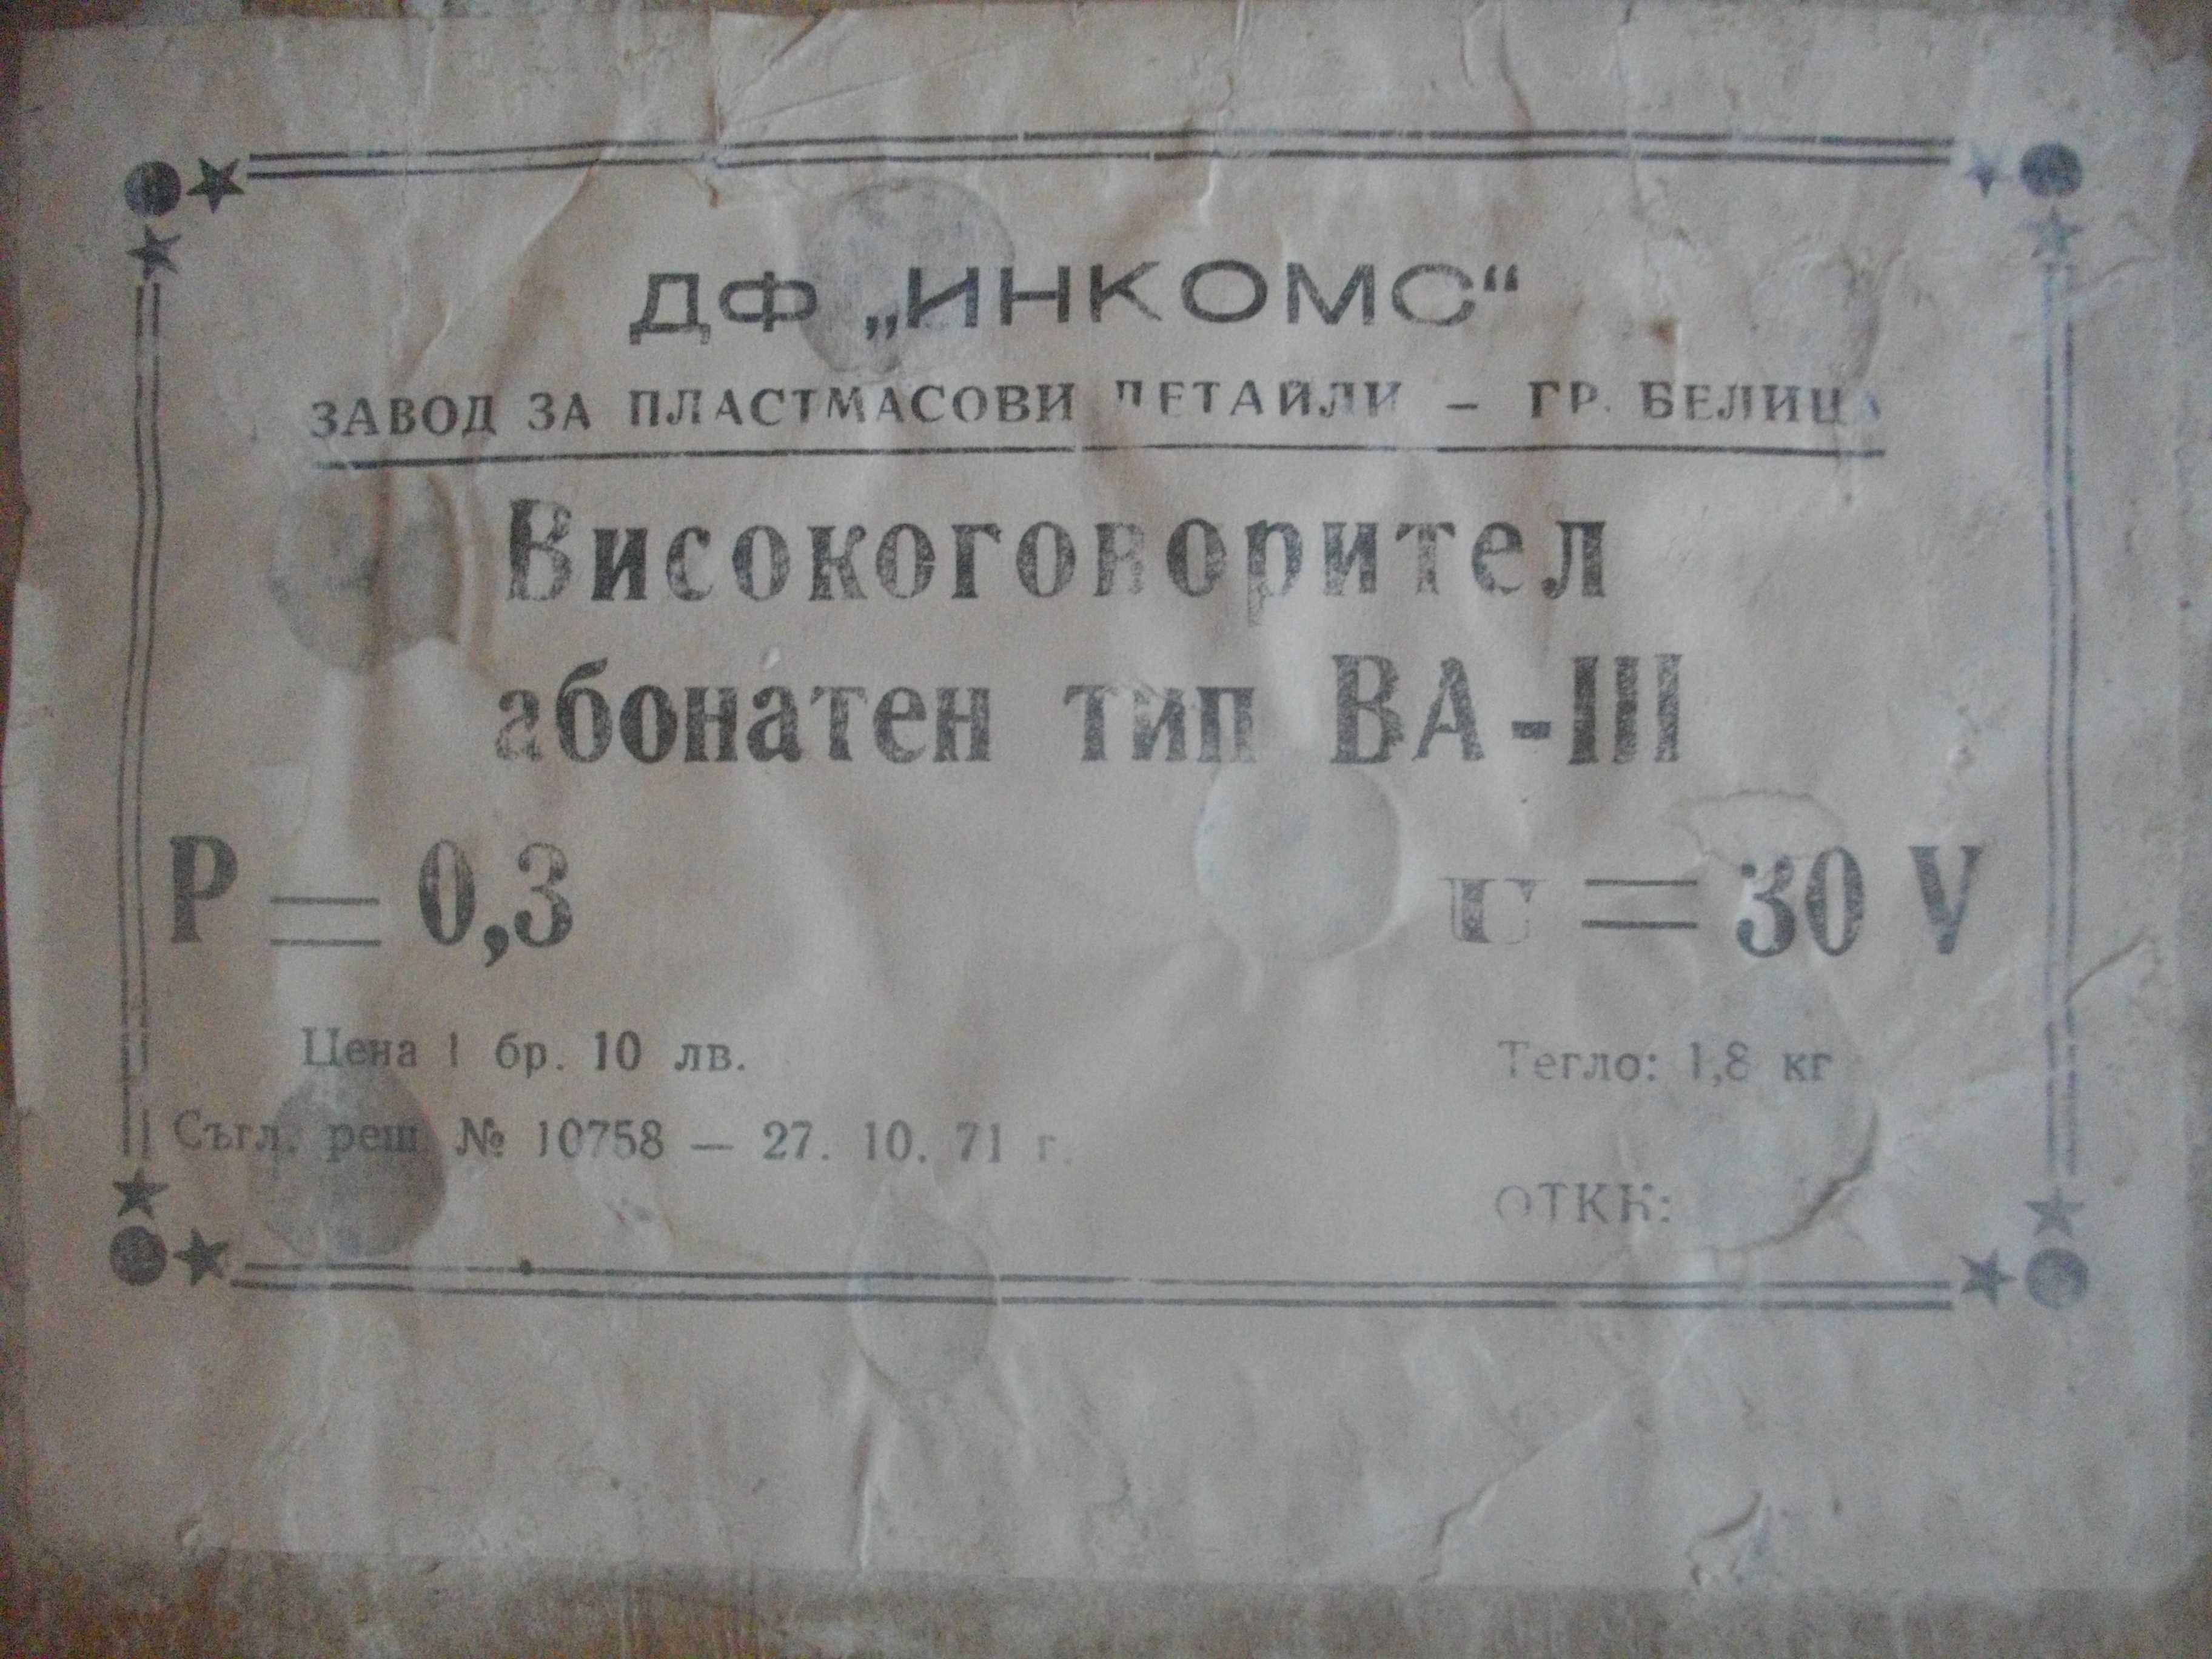 ДФ „ИНКОМС“
ЗАВОД ЗА ПЛАСТМАСОВИ ДЕТАЙЛИ – ГР. БЕЛИЦА
Високоговорител
абонатен тип ВА-III
P = 0,3
U = 30 V
Цена 1 бр. 10 лв.
Тегло: 1,8 кг
Съгл. реш. № 10758 — 27. 10. 71 г.
ОТКК: